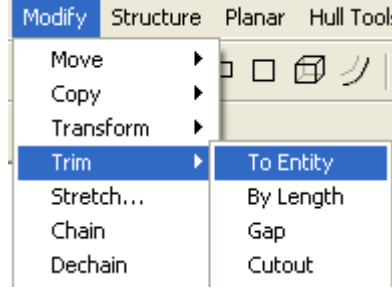 Modify Structure Planar Hull Tools
Move
Copy
Transform
Trim
Stretch...
Chain
Dechain
To Entity
By Length
Gap
Cutout